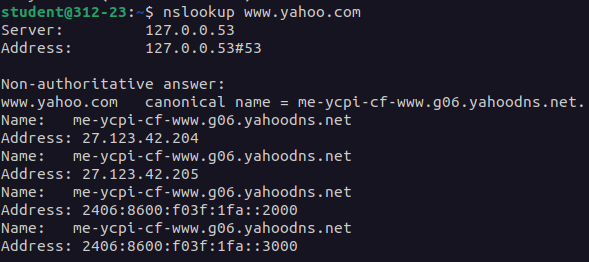 student@312-23:~$ nslookup www.yahoo.com
Server:         127.0.0.53
Address:        127.0.0.53#53

Non-authoritative answer:
www.yahoo.com   canonical name = me-ycpi-cf-www.g06.yahoodns.net.
Name:   me-ycpi-cf-www.g06.yahoodns.net
Address: 27.123.42.204
Name:   me-ycpi-cf-www.g06.yahoodns.net
Address: 27.123.42.205
Name:   me-ycpi-cf-www.g06.yahoodns.net
Address: 2406:8600:f03f:1fa::2000
Name:   me-ycpi-cf-www.g06.yahoodns.net
Address: 2406:8600:f03f:1fa::3000